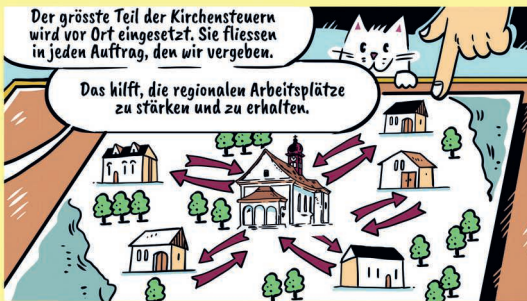 Der grösste Teil der Kirchensteuern
wird vor Ort eingesetzt. Sie fliessen
in jeden Auftrag, den wir vergeben.
Das hilft, die regionalen Arbeitsplätze
zu stärken und zu erhalten.